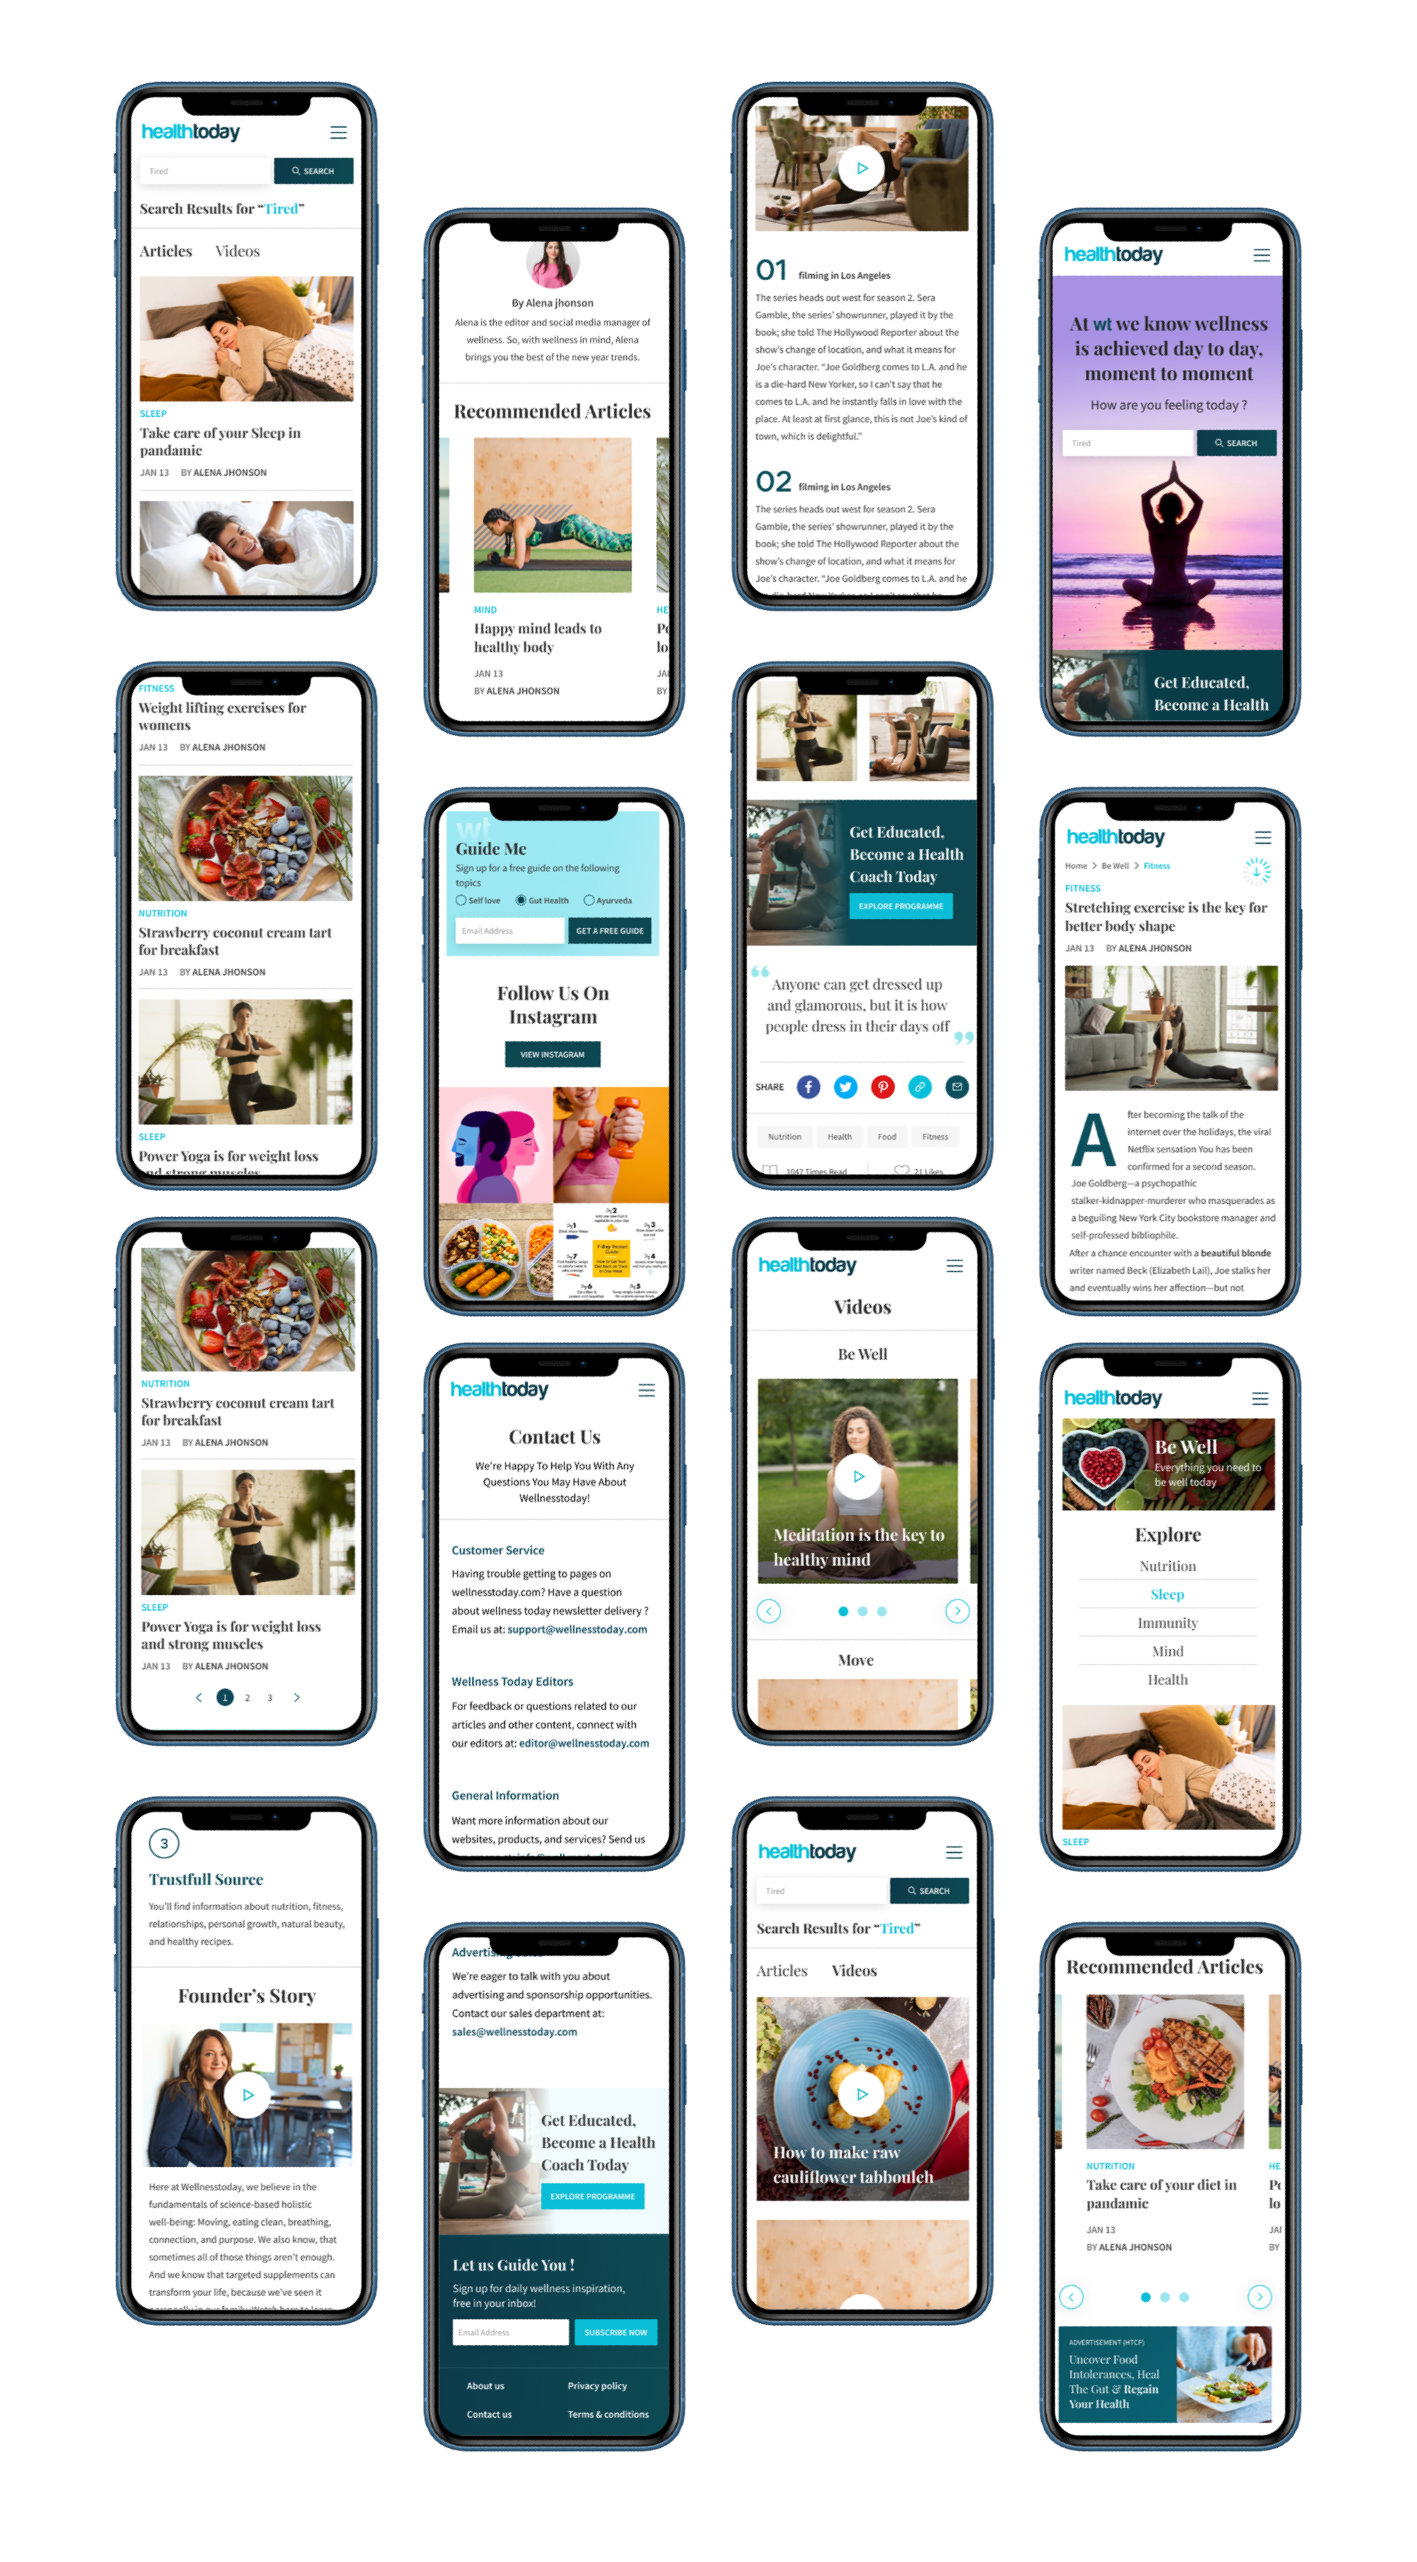 healthtoday
Tired
SEARCH
Search Results for “Tired”
Articles Videos
SLEEP
Take care of your Sleep in
pandamic
JAN 13 BY ALENA JHONSON
FITNESS
Weight lifting exercises for
womens
JAN 13 BY ALENA JHONSON
NUTRITION
Strawberry coconut cream tart
for breakfast
JAN 13 BY ALENA JHONSON
SLEEP
Power Yoga is for weight loss
and strong muscles
NUTRITION
Strawberry coconut cream tart
for breakfast
JAN 13 BY ALENA JHONSON
SLEEP
Power Yoga is for weight loss
and strong muscles
JAN 13 BY ALENA JHONSON
1 2 3
3
Trustfull Source
You’ll find information about nutrition, fitness,
relationships, personal growth, natural beauty,
and healthy recipes.
Founder’s Story
Here at Wellnesstoday, we believe in the
fundamentals of science-based holistic
well-being: Moving, eating clean, breathing,
connection, and purpose. We also know, that
sometimes all of those things aren’t enough.
And we know that targeted supplements can
transform your life, because we’ve seen it
By Alena jhonson
Alena is the editor and social media manager of
wellness. So, with wellness in mind, Alena
brings you the best of the new year trends.
Recommended Articles
MIND
Happy mind leads to
healthy body
JAN 13
BY ALENA JHONSON
HE
Po
lo
JAI
BY
wt
Guide Me
Sign up for a free guide on the following
topics
Self love Gut Health Ayurveda
Email Address
GET A FREE GUIDE
Follow Us On
Instagram
VIEW INSTAGRAM
Day 1
Day 2
Day 3
Day 4
Day 5
Day 6
Day 7
healthtoday
Contact Us
We’re Happy To Help You With Any
Questions You May Have About
Wellnesstoday!
Customer Service
Having trouble getting to pages on
wellnesstoday.com? Have a question
about wellness today newsletter delivery ?
Email us at: support@wellnesstoday.com
Wellness Today Editors
For feedback or questions related to our
articles and other content, connect with
our editors at: editor@wellnesstoday.com
General Information
Want more information about our
websites, products, and services? Send us
We’re eager to talk with you about
advertising and sponsorship opportunities.
Contact our sales department at:
sales@wellnesstoday.com
Get Educated,
Become a Health
Coach Today
EXPLORE PROGRAMME
Let us Guide You !
Sign up for daily wellness inspiration,
free in your inbox!
Email Address
SUBSCRIBE NOW
About us Privacy policy
Contact us Terms & conditions
01 filming in Los Angeles
The series heads out west for season 2. Sera
Gamble, the series’ showrunner, played it by the
book; she told The Hollywood Reporter about the
show’s change of location, and what it means for
Joe’s character. “Joe Goldberg comes to L.A. and he
is a die-hard New Yorker, so I can’t say that he
comes to L.A. and he instantly falls in love with the
place. At least at first glance, this is not Joe’s kind of
town, which is delightful.”
02 filming in Los Angeles
The series heads out west for season 2. Sera
Gamble, the series’ showrunner, played it by the
book; she told The Hollywood Reporter about the
show’s change of location, and what it means for
Joe’s character. “Joe Goldberg comes to L.A. and he
Get Educated,
Become a Health
Coach Today
EXPLORE PROGRAMME
“Anyone can get dressed up
and glamorous, but it is how
people dress in their days off”
SHARE
Nutrition Health Food Fitness
1047 Times Read 21 Likes
healthtoday
Videos
Be Well
Meditation is the key to
healthy mind
Move
healthtoday
Tired
SEARCH
Search Results for “Tired”
Articles Videos
How to make raw
cauliflower tabbouleh
healthtoday
At wt we know wellness
is achieved day to day,
moment to moment
How are you feeling today ?
Tired
SEARCH
Get Educated,
Become a Health
healthtoday
Home > Be Well > Fitness
FITNESS
Stretching exercise is the key for
better body shape
JAN 13 BY ALENA JHONSON
After becoming the talk of the
internet over the holidays, the viral
Netflix sensation You has been
confirmed for a second season.
Joe Goldberg—a psychopathic
stalker-kidnapper-murderer who masquerades as
a beguiling New York City bookstore manager and
self-professed bibliophile.
After a chance encounter with a beautiful blonde
writer named Beck (Elizabeth Lail), Joe stalks her
and eventually wins her affection—but not
healthtoday
Be Well
Everything you need to
be well today
Explore
Nutrition
Sleep
Immunity
Mind
Health
SLEEP
Recommended Articles
NUTRITION
Take care of your diet in
pandamic
JAN 13
BY ALENA JHONSON
HE
Po
lo
JAI
BY
ADVERTISEMENT (HTCP)
Uncover Food
Intolerances, Heal
The Gut & Regain
Your Health